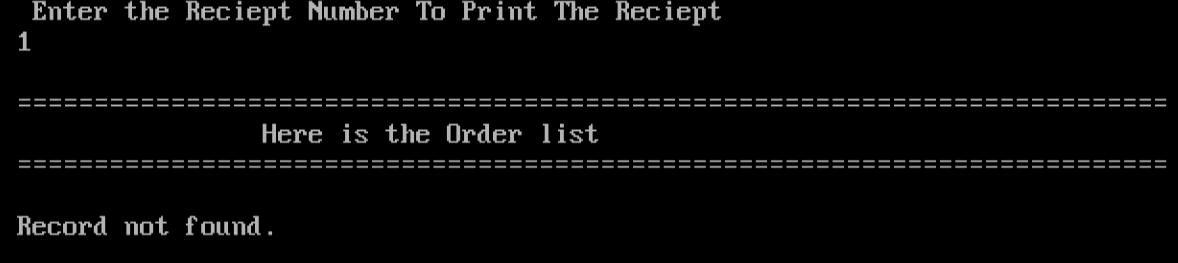 Enter the Reciept Number To Print The Reciept
1
===========================================================================
Here is the Order list
===========================================================================
Record not found.